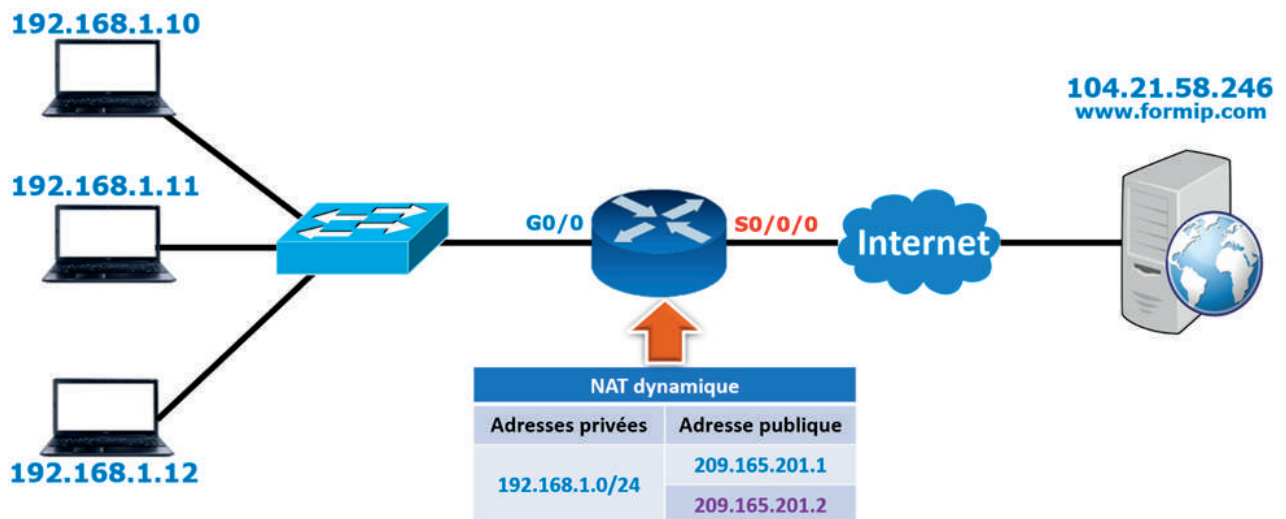 192.168.1.10
104.21.58.246
www.formip.com
192.168.1.11
G0/0
S0/0/0
Internet
192.168.1.12
NAT dynamique
Adresses privées
Adresse publique
192.168.1.0/24
209.165.201.1
209.165.201.2